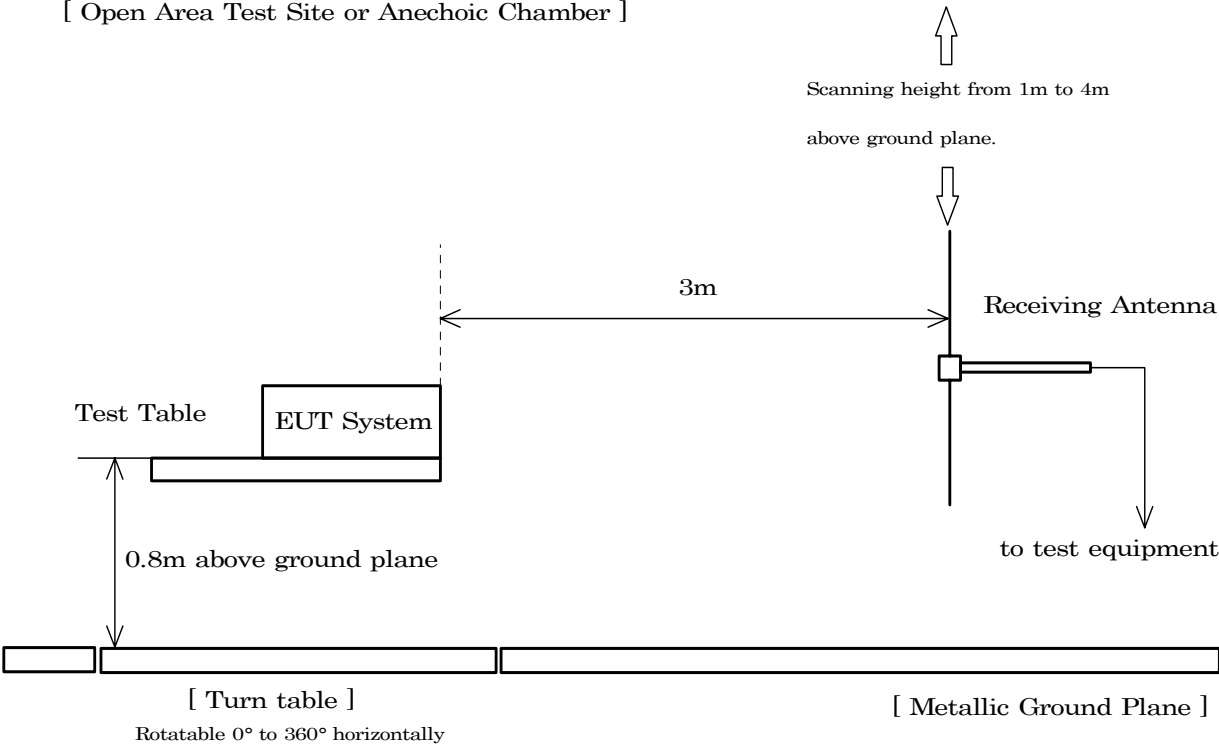 [ Open Area Test Site or Anechoic Chamber ]
Scanning height from 1m to 4m
above ground plane.
3m
Receiving Antenna
Test Table
EUT System
to test equipment
0.8m above ground plane
[ Turn table ]
Rotatable 0° to 360° horizontally
[ Metallic Ground Plane ]